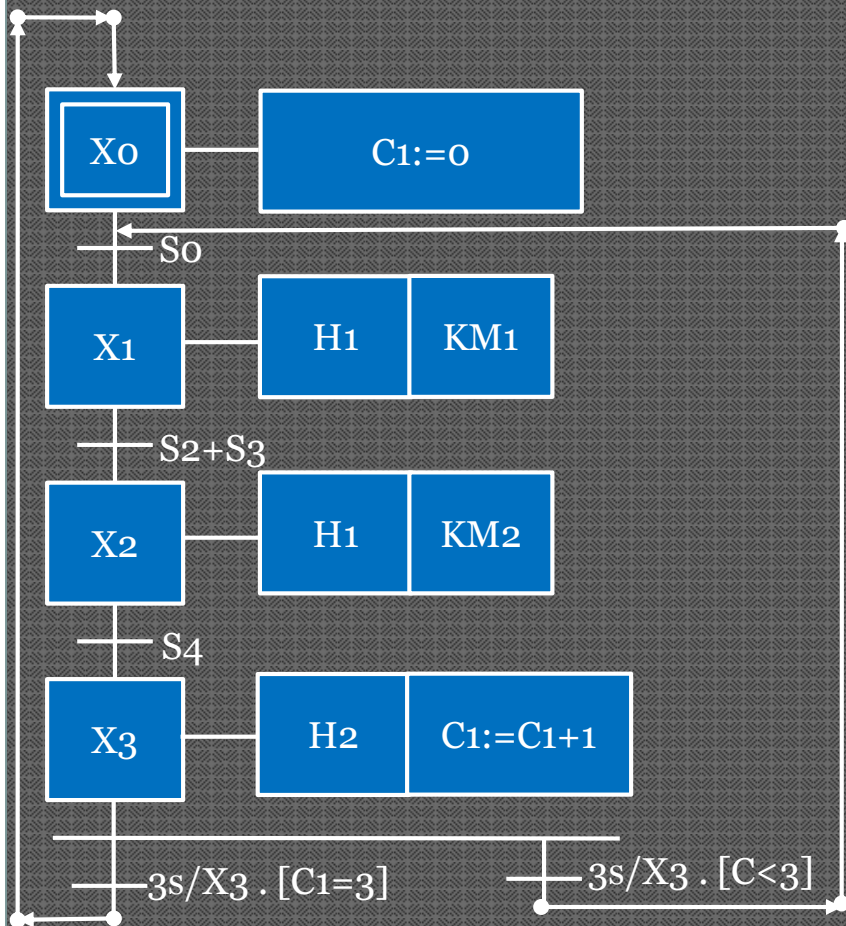 X0
C1:=0
S0
X1
H1
KM1
S2+S3
X2
H1
KM2
S4
X3
H2
C1:=C1+1
3s/X3 . [C1=3]
3s/X3 . [C<3]